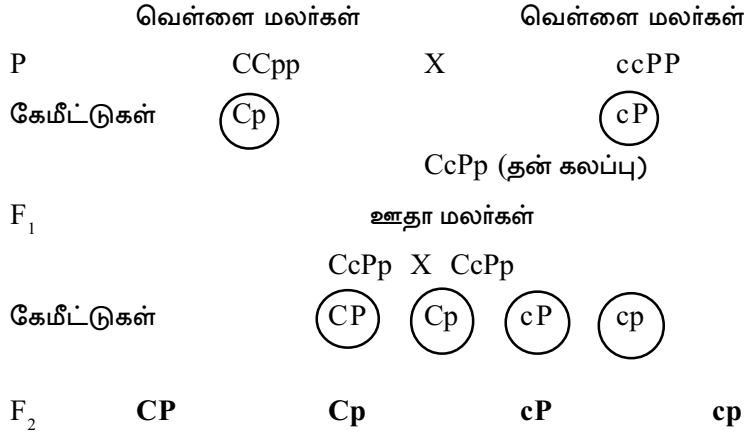 வெள்ளை மலர்கள் வெள்ளை மலர்கள்
P CCpp X ccPP
கேமீட்டுகள் Cp cP
CcPp (தன் கலப்பு)
F₁ ஊதா மலர்கள்
CcPp X CcPp
கேமீட்டுகள் CP Cp cP cp
F₂ CP Cp cP cp